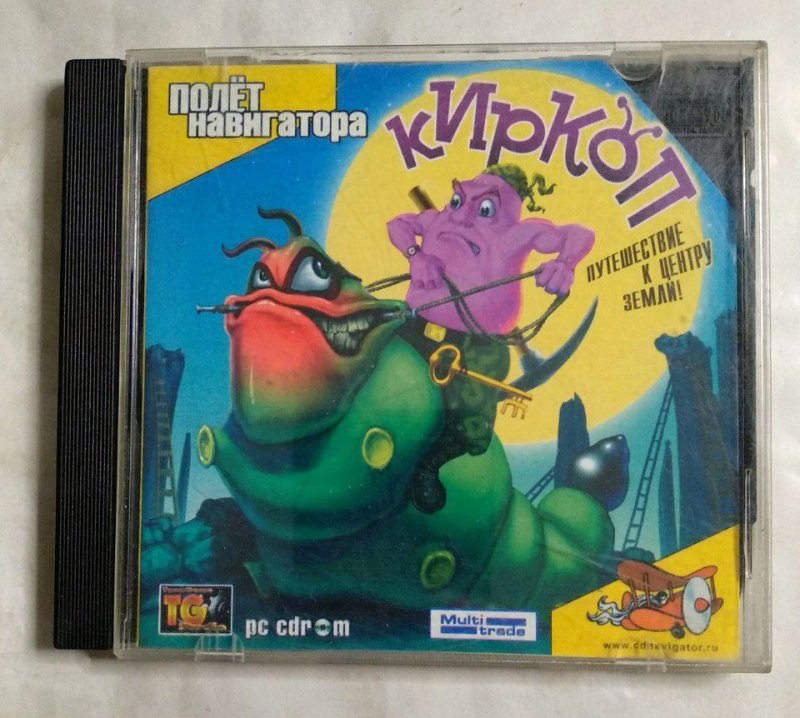 ПОЛЁТ
НАВИГАТОРА
КИРКОП
ПУТЕШЕСТВИЕ
К ЦЕНТРУ
ЗЕМЛИ!
TG
pc cdrom
Multi
trade
www.cdnavigator.ru